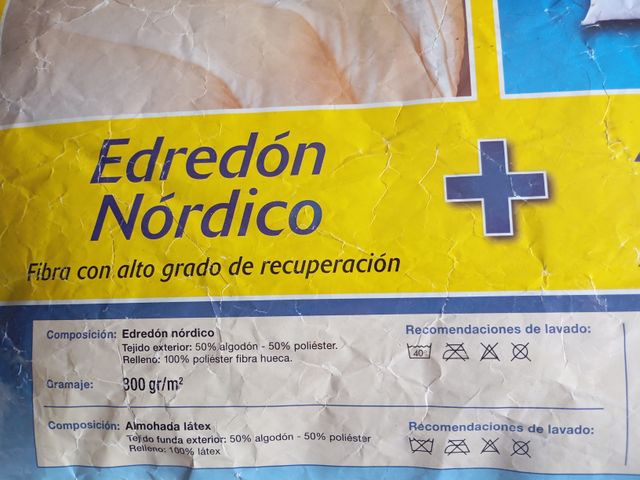 Edredón
Nórdico
Fibra con alto grado de recuperación
Composición: Edredón nórdico
Tejido exterior: 50% algodón - 50% poliéster.
Relleno: 100% poliéster fibra hueca.
Gramaje: 300 gr/m²
Recomendaciones de lavado:
40
Composición: Almohada látex
Tejido funda exterior: 50% algodón - 50% poliéster
Relleno: 100% látex
Recomendaciones de lavado: